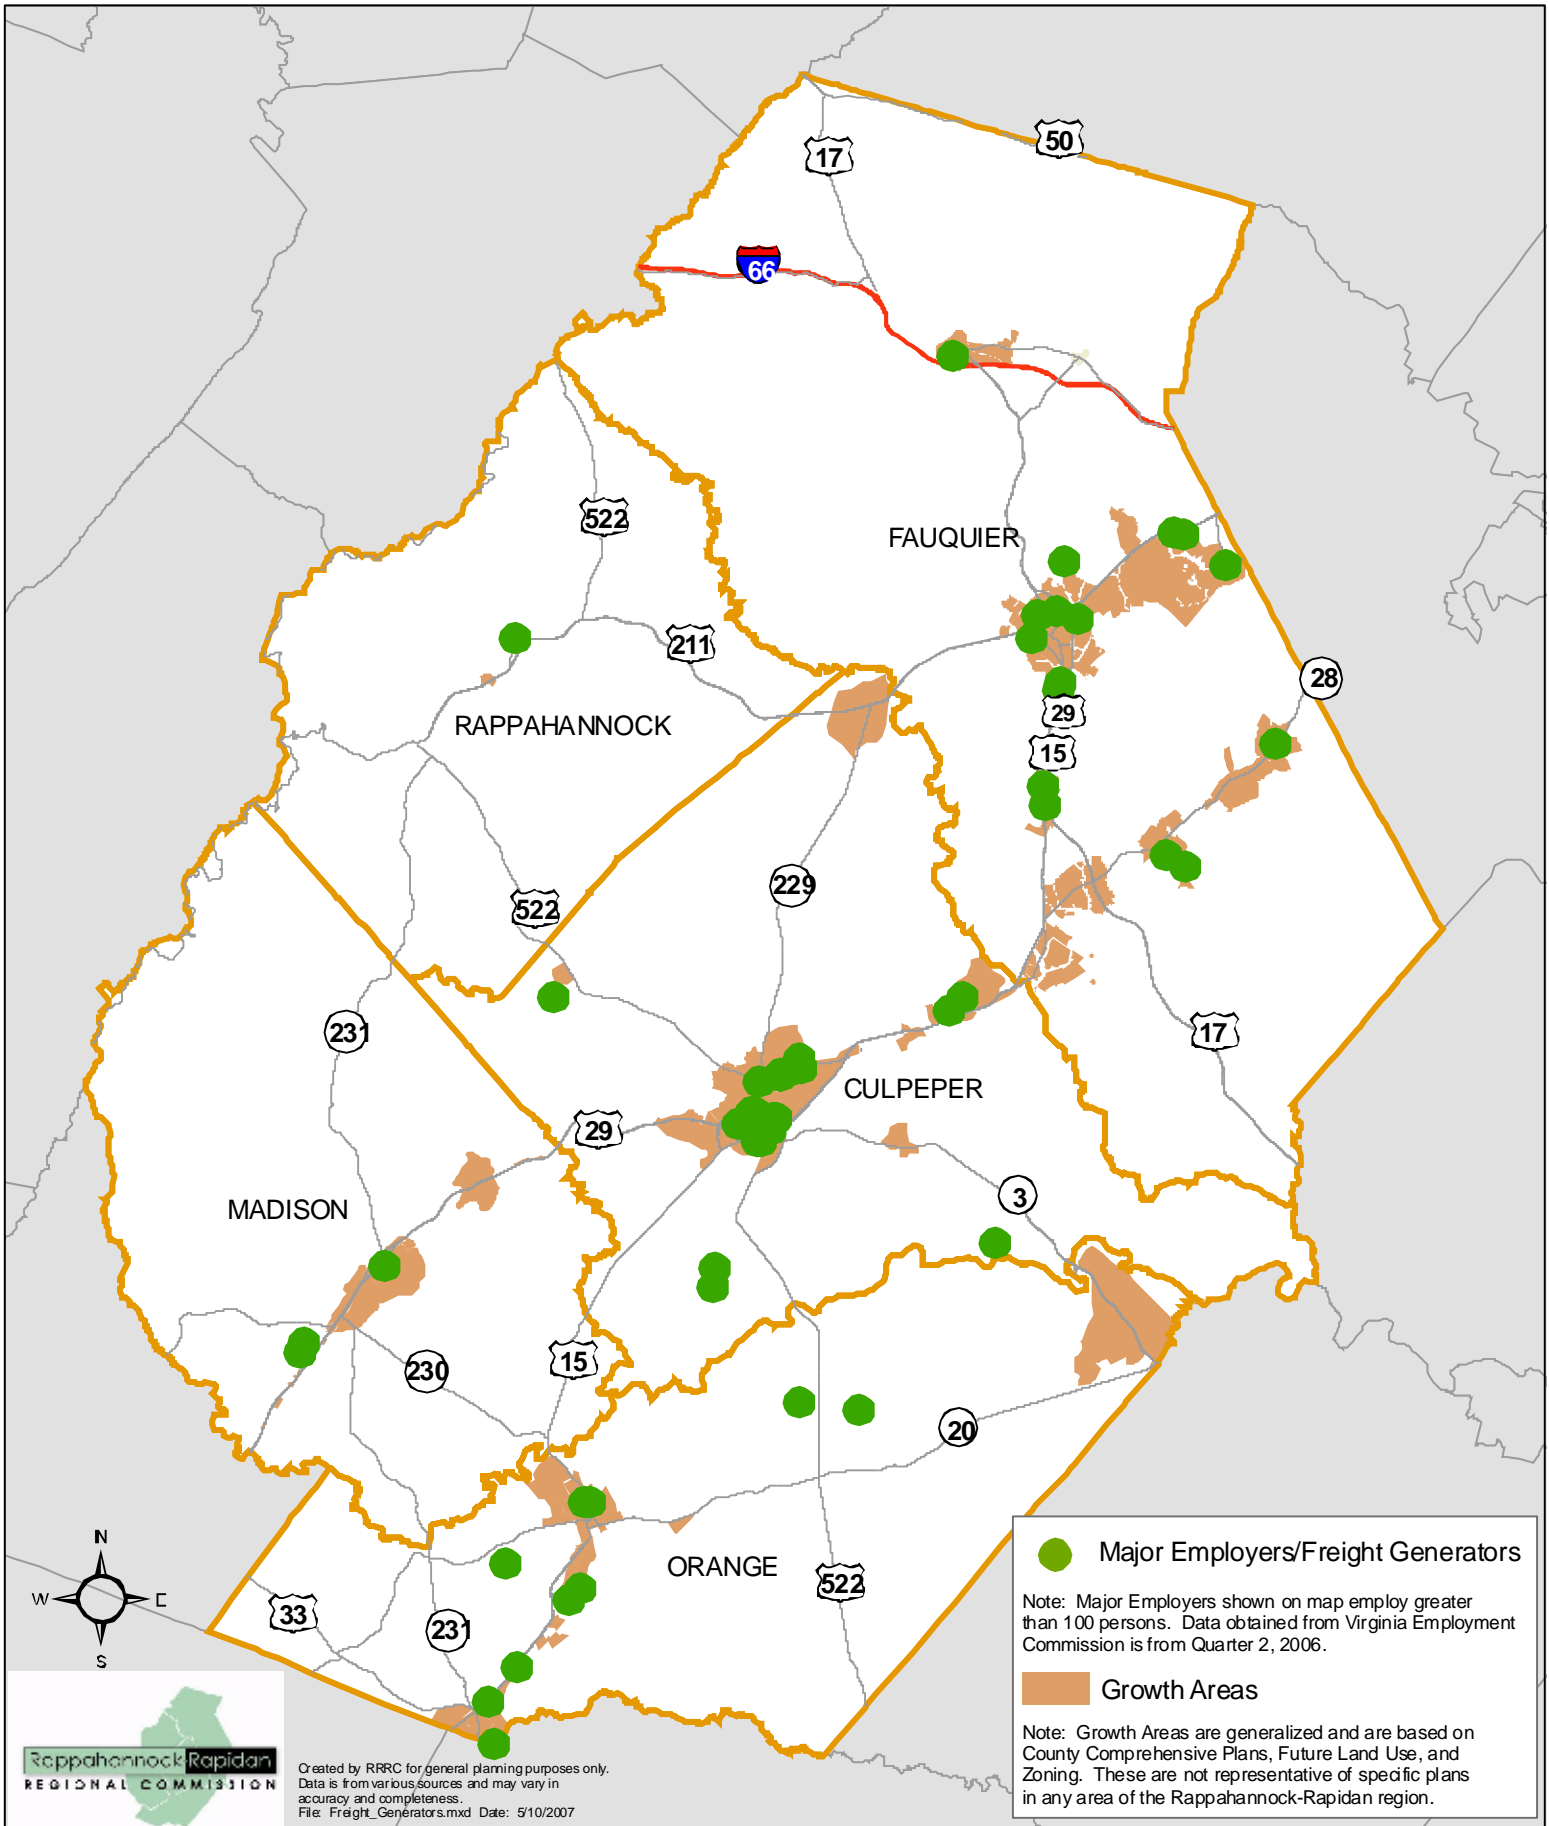 50
17
66
522
FAUQUIER
211
28
RAPPAHANNOCK
29
15
229
522
231
17
CULPEPER
29
3
MADISON
15
230
20
N
W
E
S
ORANGE
522
33
231
Major Employers/Freight Generators
Note: Major Employers shown on map employ greater
than 100 persons. Data obtained from Virginia Employment
Commission is from Quarter 2, 2006.
Growth Areas
Note: Growth Areas are generalized and are based on
County Comprehensive Plans, Future Land Use, and
Zoning. These are not representative of specific plans
in any area of the Rappahannock-Rapidan region.
Rappahannock Rapidan
REGIONAL COMMISSION
Created by RRRC for general planning purposes only.
Data is from various sources and may vary in
accuracy and completeness.
File: Freight_Generators.mxd Date: 5/10/2007